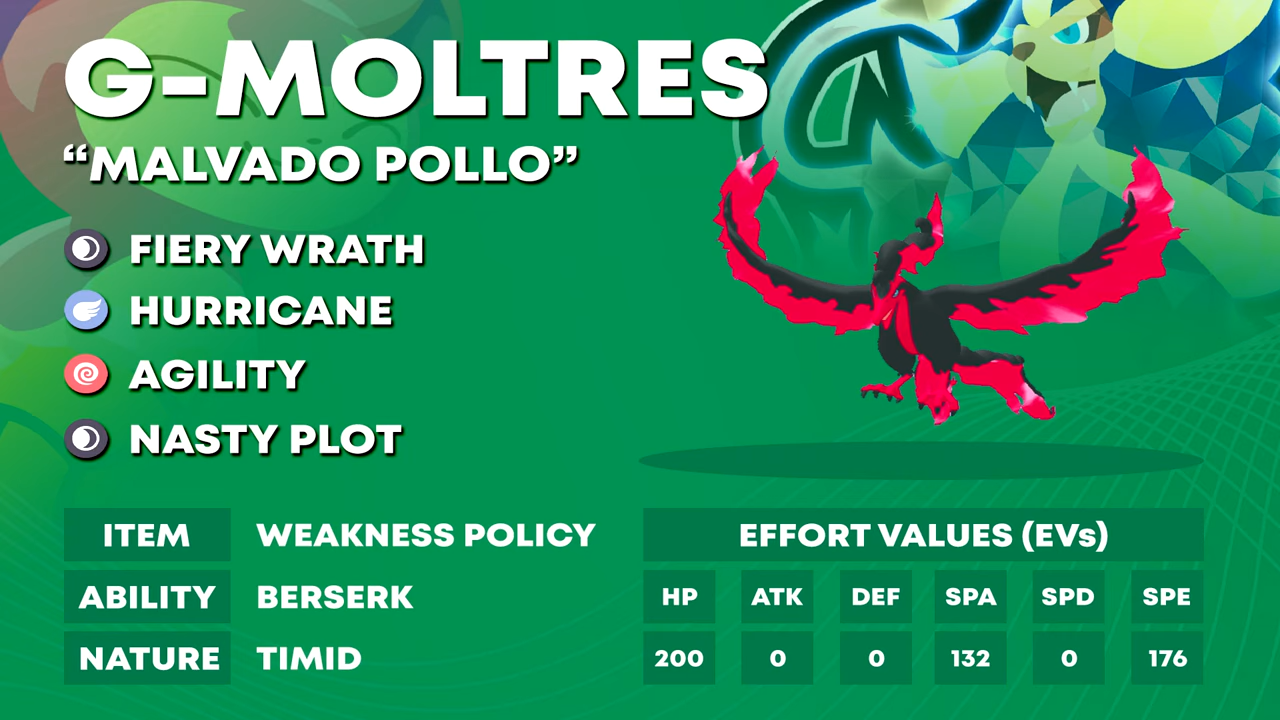 G-MOLTRES
“MALVADO POLLO”
FIERY WRATH
HURRICANE
AGILITY
NASTY PLOT
ITEM WEAKNESS POLICY
ABILITY BERSERK
NATURE TIMID
EFFORT VALUES (EVs)
HP ATK DEF SPA SPD SPE
200 0 0 132 0 176